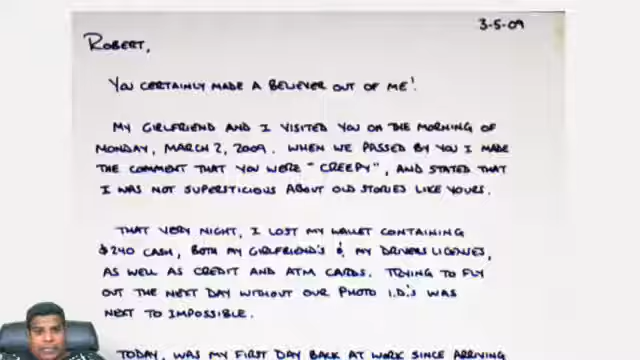 3-5-09
ROBERT,
YOU CERTAINLY MADE A BELIEVER OUT OF ME!
MY GIRLFRIEND AND I VISITED YOU ON THE MORNING OF
MONDAY, MARCH 2, 2009. WHEN WE PASSED BY YOU I MADE
THE COMMENT THAT YOU WERE "CREEPY", AND STATED THAT
I WAS NOT SUPERSTICIOUS ABOUT OLD STORIES LIKE YOURS.
THAT VERY NIGHT, I LOST MY WALLET CONTAINING
$240 CASH, BOTH MY GIRLFRIEND'S & MY DRIVERS LICENSES,
AS WELL AS CREDIT AND ATM CARDS. TRYING TO FLY
OUT THE NEXT DAY WITHOUT OUR PHOTO I.D.'S WAS
NEXT TO IMPOSSIBLE.
TODAY, WAS MY FIRST DAY BACK AT WORK SINCE ARRIVING